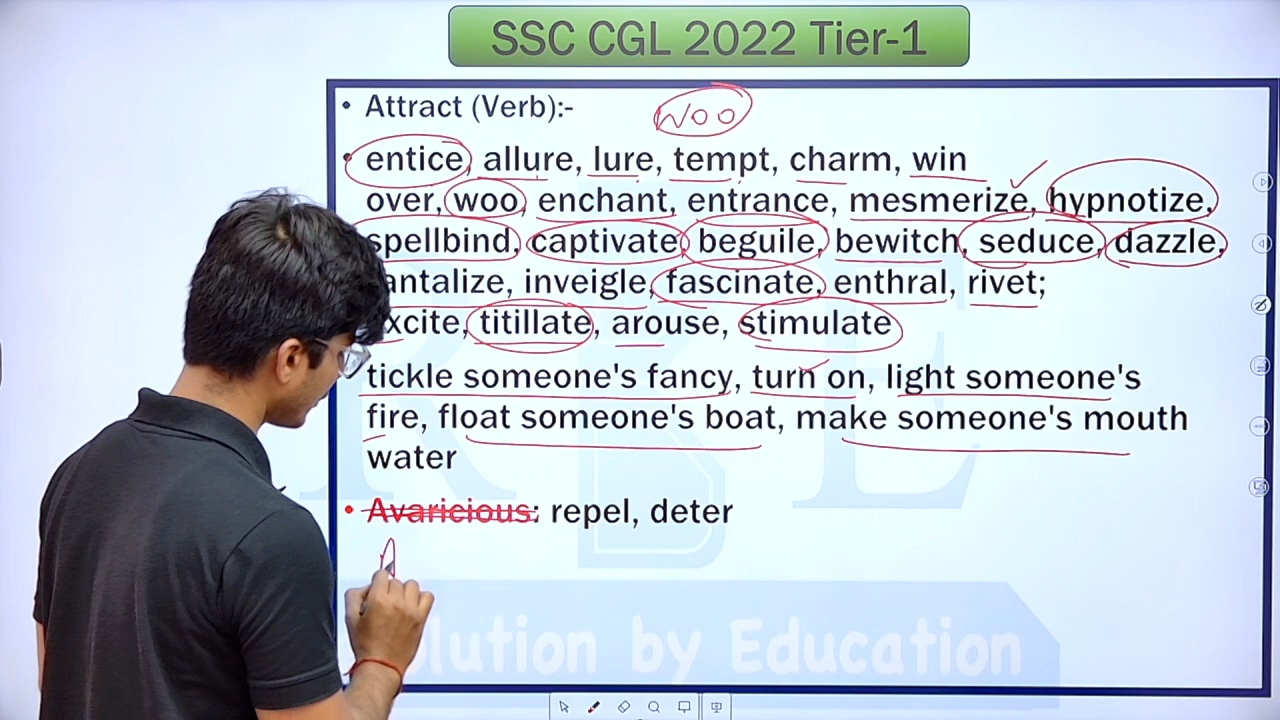 SSC CGL 2022 Tier-1
• Attract (Verb):-
woo
• entice, allure, lure, tempt, charm, win
over, woo, enchant, entrance, mesmerize, hypnotize,
spellbind, captivate, beguile, bewitch, seduce, dazzle,
antalize, inveigle, fascinate, enthral, rivet;
xcite, titillate, arouse, stimulate
tickle someone's fancy, turn on, light someone's
fire, float someone's boat, make someone's mouth
water
• Avaricious: repel, deter
A
lution by Education